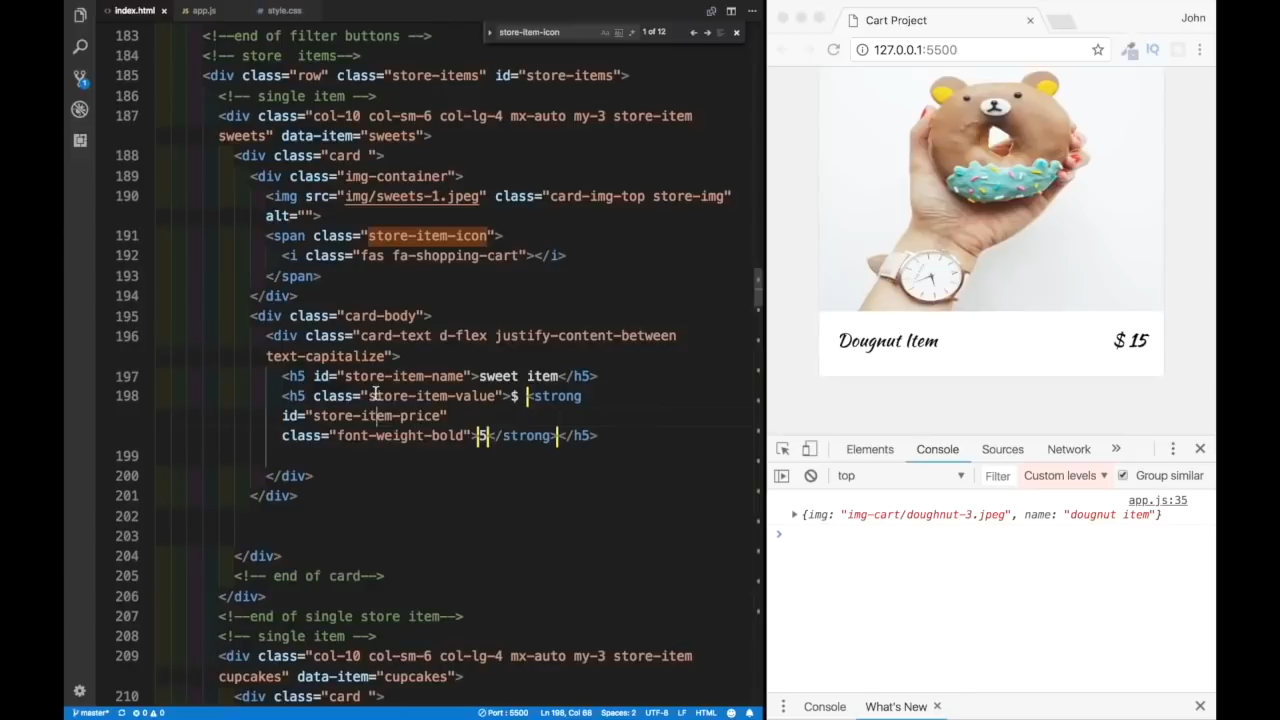 index.html × app.js style.css
store-item-icon Aa 1 of 12
183 <!--end of filter buttons -->
184 <!-- store items-->
185 <div class="row" class="store-items" id="store-items">
186 <!-- single item -->
187 <div class="col-10 col-sm-6 col-lg-4 mx-auto my-3 store-item
sweets" data-item="sweets">
188 <div class="card ">
189 <div class="img-container">
190 <img src="img/sweets-1.jpeg" class="card-img-top store-img"
alt="">
191 <span class="store-item-icon">
192 <i class="fas fa-shopping-cart"></i>
193 </span>
194 </div>
195 <div class="card-body">
196 <div class="card-text d-flex justify-content-between
text-capitalize">
197 <h5 id="store-item-name">sweet item</h5>
198 <h5 class="store-item-value">$ <strong
id="store-item-price"
class="font-weight-bold">5</strong></h5>
199
200 </div>
201 </div>
202
203
204 </div>
205 <!-- end of card-->
206 </div>
207 <!--end of single store item-->
208 <!-- single item -->
209 <div class="col-10 col-sm-6 col-lg-4 mx-auto my-3 store-item
cupcakes" data-item="cupcakes">
210 <div class="card ">
master* 0 0 Port : 5500 Ln 198, Col 68 Spaces: 2 UTF-8 LF HTML 1
Cart Project × John
127.0.0.1:5500 IQ
Dougnut Item $ 15
Elements Console Sources Network » ×
top Filter Custom levels Group similar
app.js:35
{img: "img-cart/doughnut-3.jpeg", name: "dougnut item"}
>
Console What's New × ×